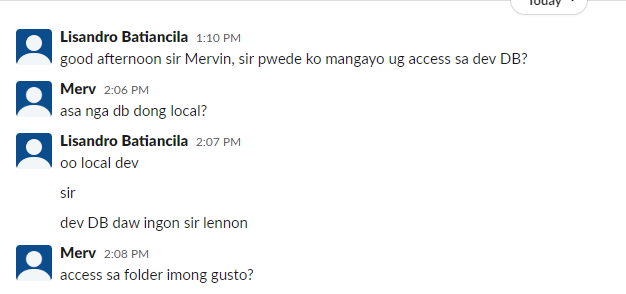 Today
Lisandro Batiancila 1:10 PM
good afternoon sir Mervin, sir pwede ko mangayo ug access sa dev DB?
Merv 2:06 PM
asa nga db dong local?
Lisandro Batiancila 2:07 PM
oo local dev
sir
dev DB daw ingon sir lennon
Merv 2:08 PM
access sa folder imong gusto?